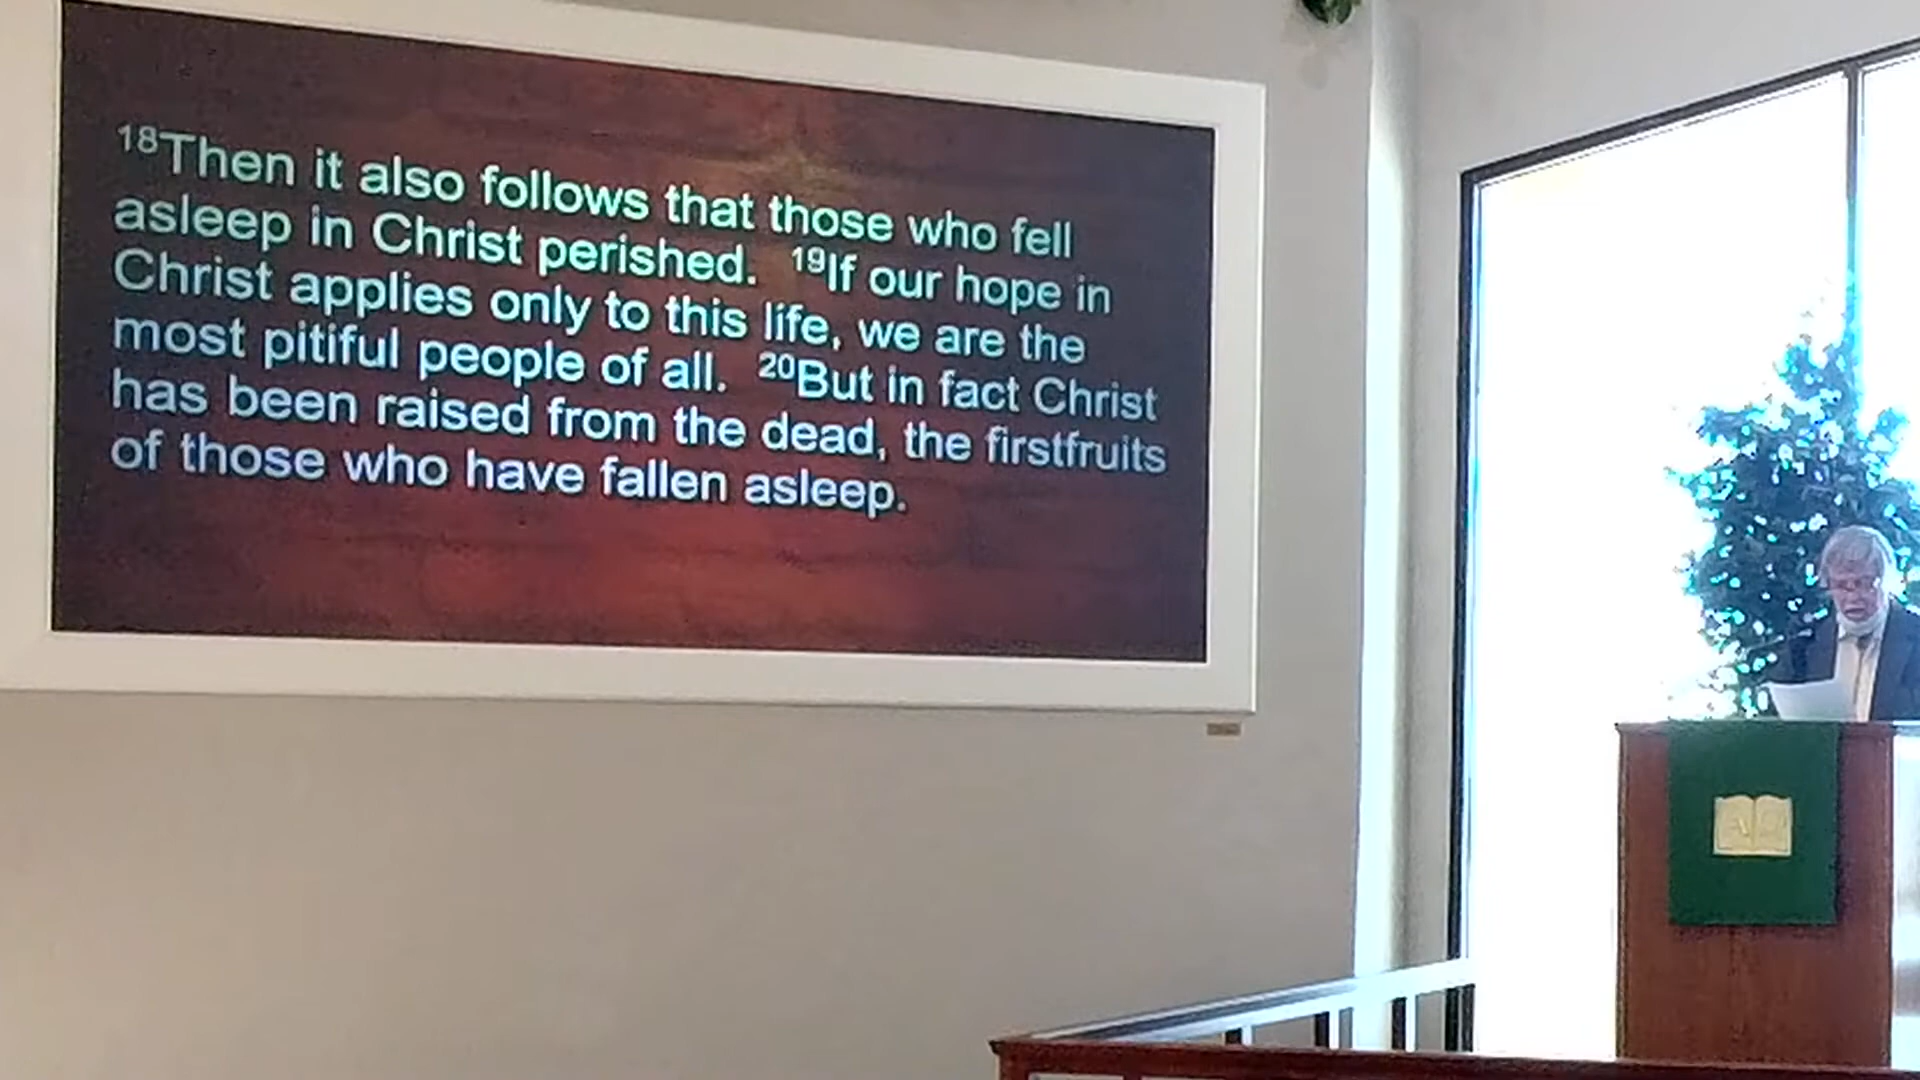 ¹⁸Then it also follows that those who fell
asleep in Christ perished. ¹⁹If our hope in
Christ applies only to this life, we are the
most pitiful people of all. ²⁰But in fact Christ
has been raised from the dead, the firstfruits
of those who have fallen asleep.